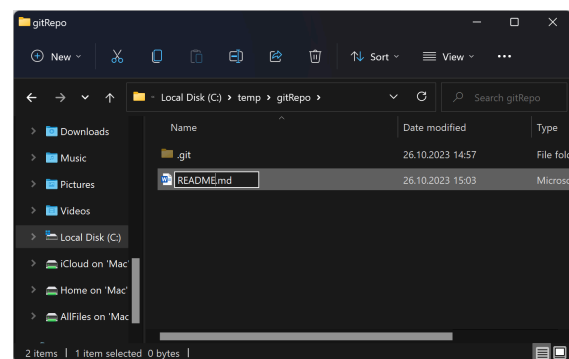 gitRepo
New Sort View
Local Disk (C:) temp gitRepo Search gitRepo
Name Date modified Type
Downloads
.git 26.10.2023 14:57 File fol
Music
README.md 26.10.2023 15:03 Microso
Pictures
Videos
Local Disk (C:)
iCloud on 'Mac'
Home on 'Mac'
AllFiles on 'Mac
2 items 1 item selected 0 bytes